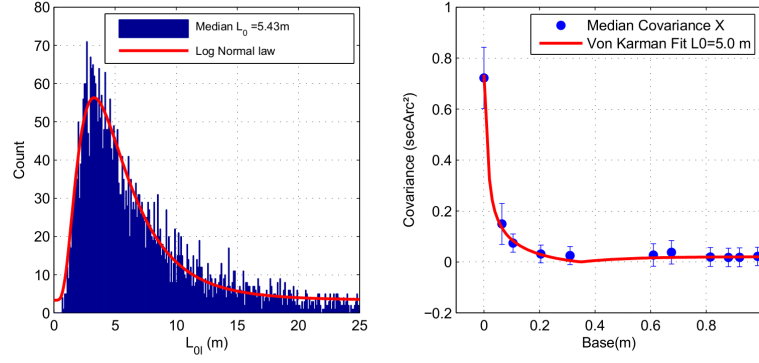 80
70
60
50
40
30
20
10
0
Count
0 5 10 15 20 25
L0l (m)
Median L0 =5.43m
Log Normal law
1
0.8
0.6
0.4
0.2
0
−0.2
Covariance (secArc²)
0 0.2 0.4 0.6 0.8
Base(m)
Median Covariance X
Von Karman Fit L0=5.0 m